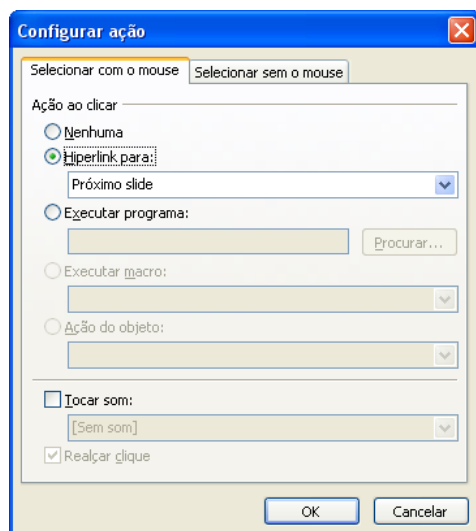 Configurar ação
Selecionar com o mouse Selecionar sem o mouse
Ação ao clicar
Nenhuma
Hiperlink para:
Próximo slide
Executar programa:
Procurar...
Executar macro:
Ação do objeto:
Tocar som:
[Sem som]
Realçar clique
OK Cancelar